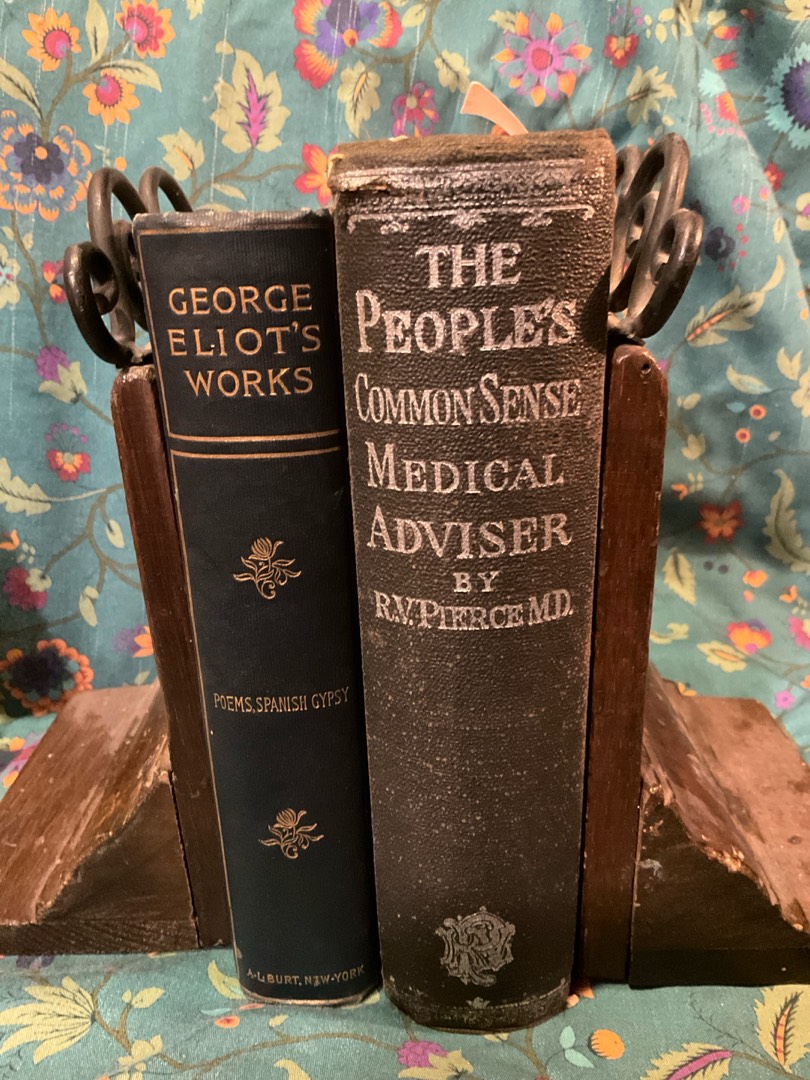 GEORGE
ELIOT'S
WORKS
POEMS, SPANISH GYPSY
A.L. BURT, NEW-YORK
THE
PEOPLE'S
COMMON SENSE
MEDICAL
ADVISER
BY
R.V. PIERCE M.D.